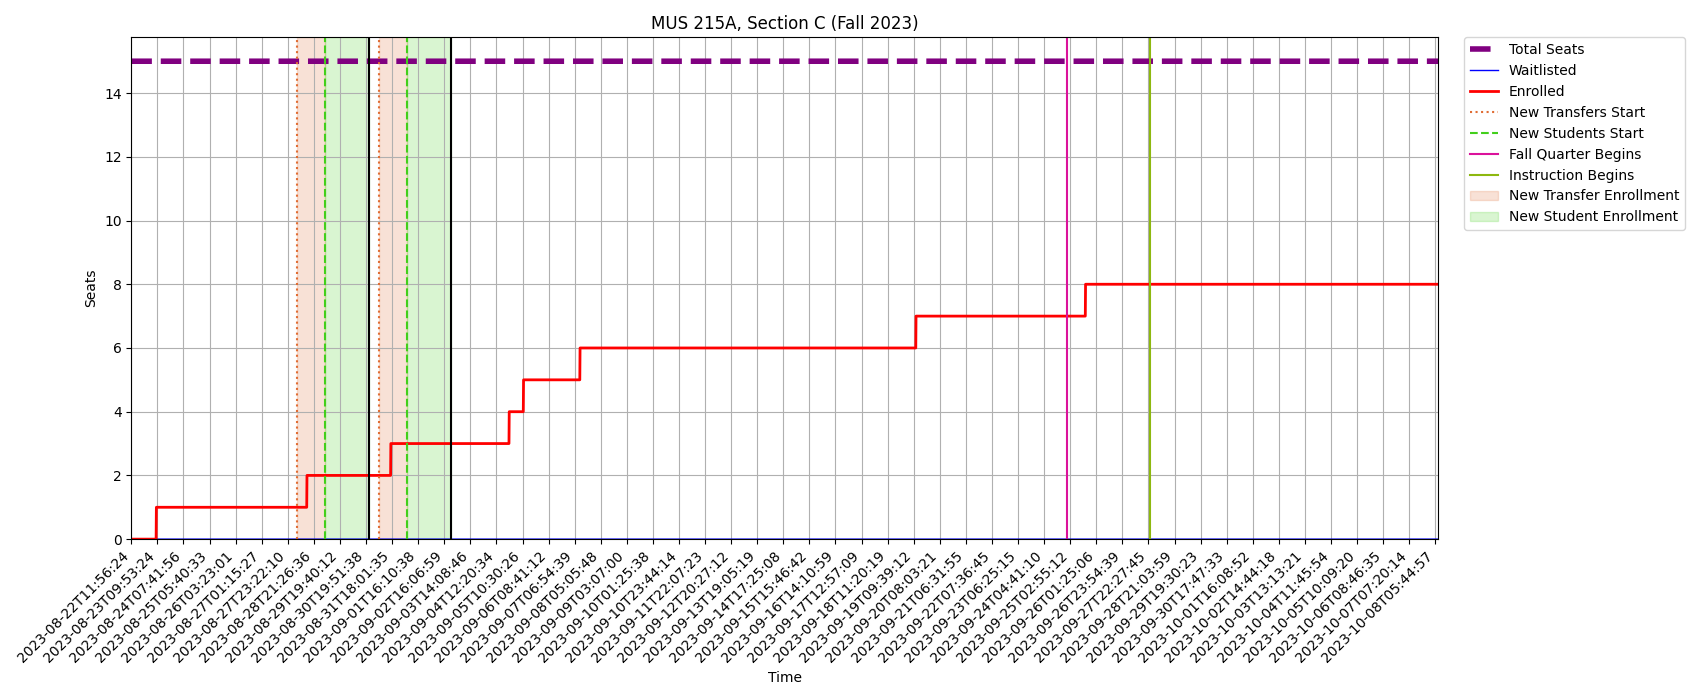 MUS 215A, Section C (Fall 2023)
Total Seats
Waitlisted
Enrolled
New Transfers Start
New Students Start
Fall Quarter Begins
Instruction Begins
New Transfer Enrollment
New Student Enrollment
Seats
14
12
10
8
6
4
2
0
2023-08-22T11:56:24
2023-08-23T09:53:24
2023-08-24T07:41:56
2023-08-25T05:40:33
2023-08-26T03:23:01
2023-08-27T01:15:27
2023-08-27T23:22:10
2023-08-28T21:26:36
2023-08-29T19:40:12
2023-08-30T19:51:38
2023-08-31T18:01:35
2023-09-01T16:10:38
2023-09-02T16:06:59
2023-09-03T14:08:46
2023-09-04T12:20:34
2023-09-05T10:30:26
2023-09-06T08:41:12
2023-09-07T06:54:39
2023-09-08T05:05:48
2023-09-09T03:07:00
2023-09-10T01:25:38
2023-09-10T23:44:14
2023-09-11T22:07:23
2023-09-12T20:27:12
2023-09-13T19:05:19
2023-09-14T17:25:08
2023-09-15T15:46:42
2023-09-16T14:10:59
2023-09-17T12:57:09
2023-09-18T11:20:19
2023-09-19T09:39:12
2023-09-20T08:03:21
2023-09-21T06:31:55
2023-09-22T07:36:45
2023-09-23T06:25:15
2023-09-24T04:41:10
2023-09-25T02:55:12
2023-09-26T01:25:06
2023-09-26T23:54:39
2023-09-27T22:27:45
2023-09-28T21:03:59
2023-09-29T19:30:23
2023-09-30T17:47:33
2023-10-01T16:08:52
2023-10-02T14:44:18
2023-10-03T13:13:21
2023-10-04T11:45:54
2023-10-05T10:09:20
2023-10-06T08:46:35
2023-10-07T07:20:14
2023-10-08T05:44:57
Time